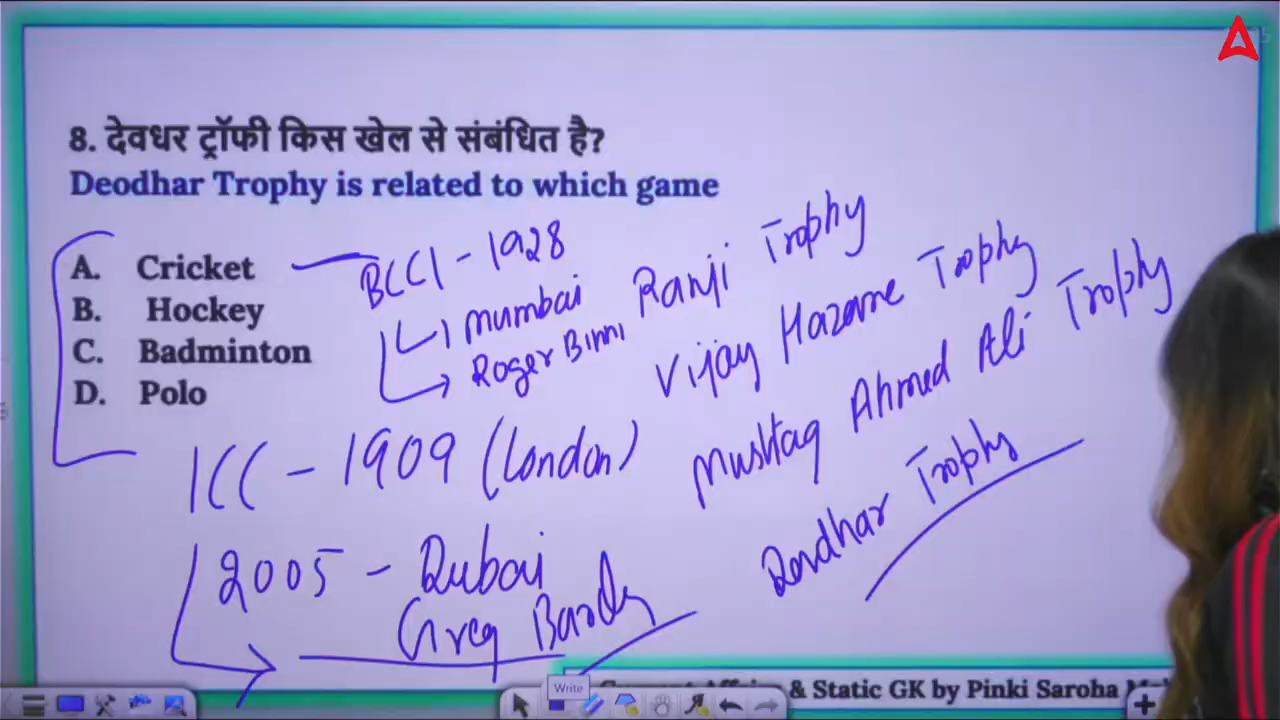 8. देवधर ट्रॉफी किस खेल से संबंधित है?
Deodhar Trophy is related to which game
A. Cricket
B. Hockey
C. Badminton
D. Polo
BCCI - 1928
Mumbai
Roger Binni
Ranji Trophy
Vijay Hazare Trophy
Mushtaq Ahmed Ali Trophy
Deodhar Trophy
ICC - 1909 (London)
2005 - Dubai
Greg
Write
& Static GK by Pinki Saroha